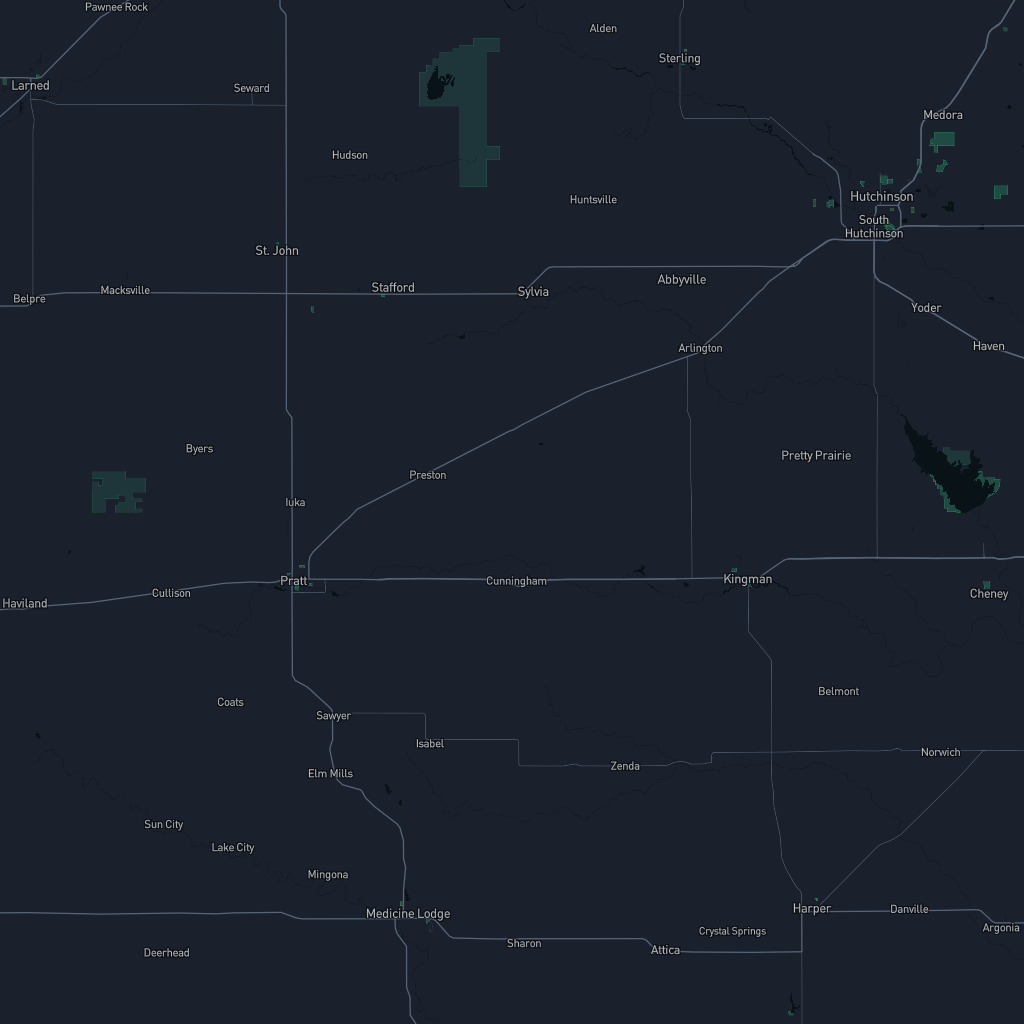 Pawnee Rock
Alden
Sterling
Larned
Seward
Medora
Hudson
Huntsville
Hutchinson
South
Hutchinson
St. John
Abbyville
Macksville
Stafford
Sylvia
Belpre
Yoder
Arlington
Haven
Byers
Pretty Prairie
Preston
Iuka
Pratt
Cunningham
Kingman
Cullison
Haviland
Cheney
Belmont
Coats
Sawyer
Isabel
Norwich
Zenda
Elm Mills
Sun City
Lake City
Mingona
Medicine Lodge
Harper
Danville
Crystal Springs
Argonia
Sharon
Attica
Deerhead